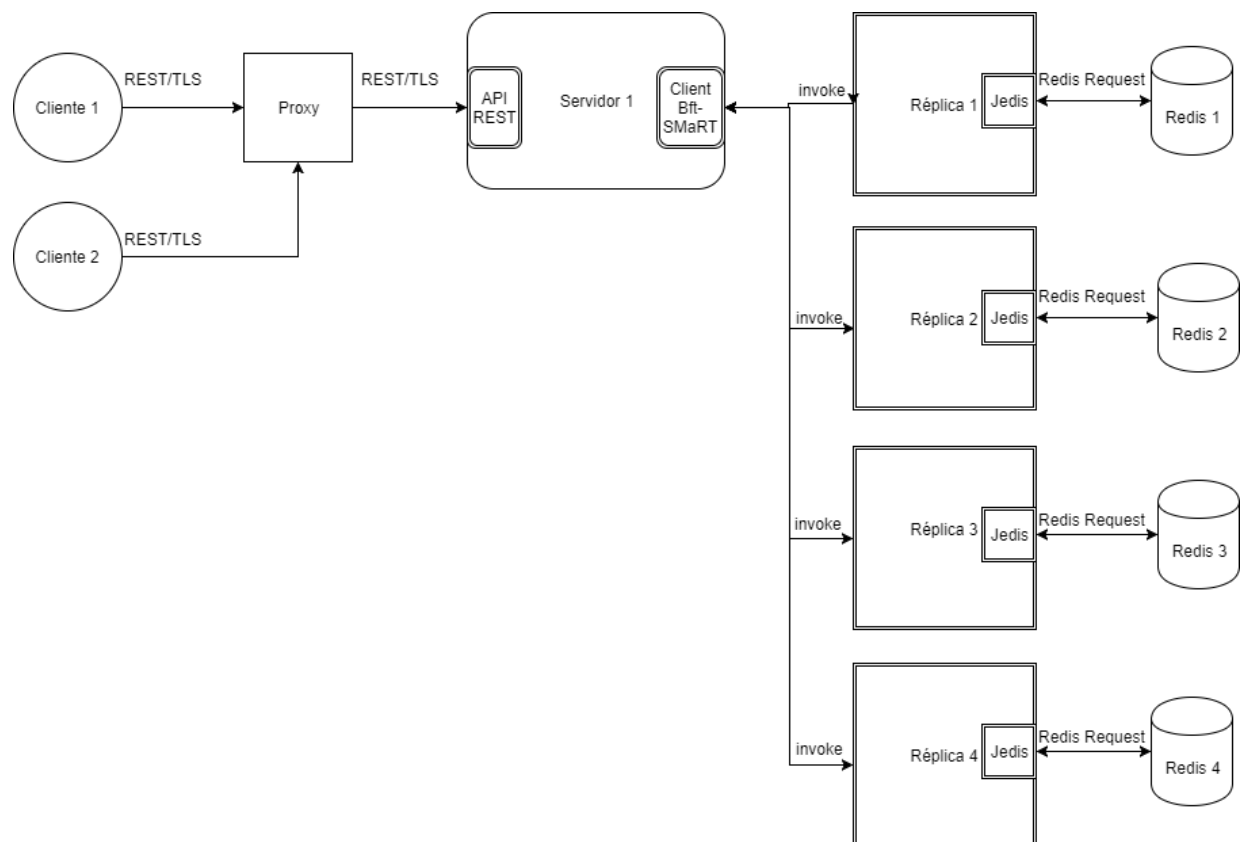 REST/TLS
Cliente 1
Proxy
REST/TLS
API
REST
Servidor 1
Client
Bft-
SMaRT
REST/TLS
Cliente 2
invoke
Réplica 1
Jedis
Redis Request
Redis 1
invoke
Réplica 2
Jedis
Redis Request
Redis 2
invoke
Réplica 3
Jedis
Redis Request
Redis 3
invoke
Réplica 4
Jedis
Redis Request
Redis 4